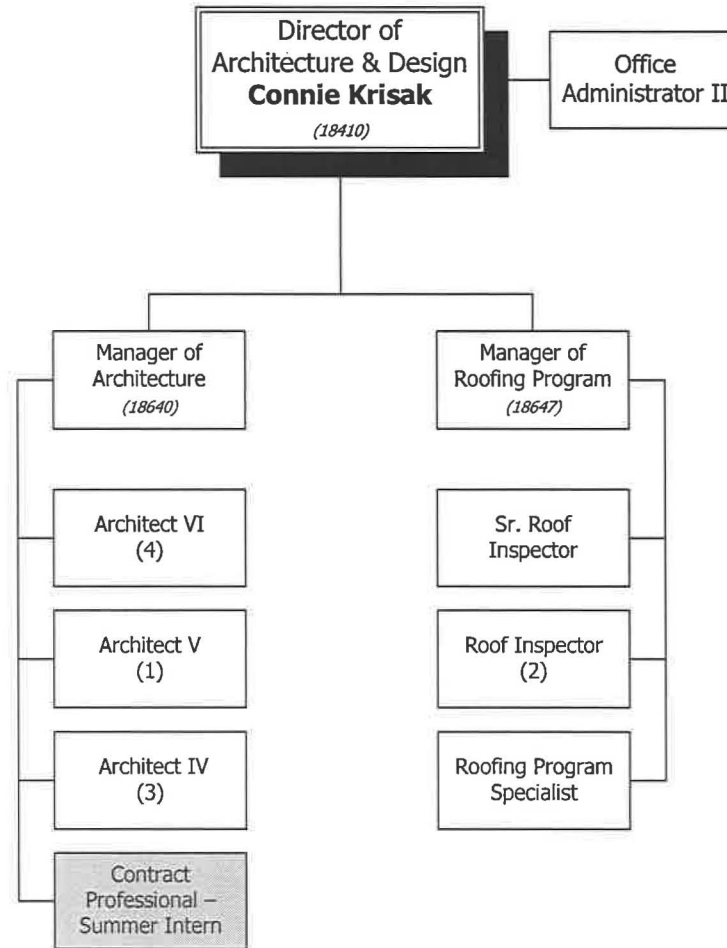 Director of
Architecture & Design
Connie Krisak
(18410)
Office
Administrator II
Manager of
Architecture
(18640)
Manager of
Roofing Program
(18647)
Architect VI
(4)
Sr. Roof
Inspector
Architect V
(1)
Roof Inspector
(2)
Architect IV
(3)
Roofing Program
Specialist
Contract
Professional –
Summer Intern